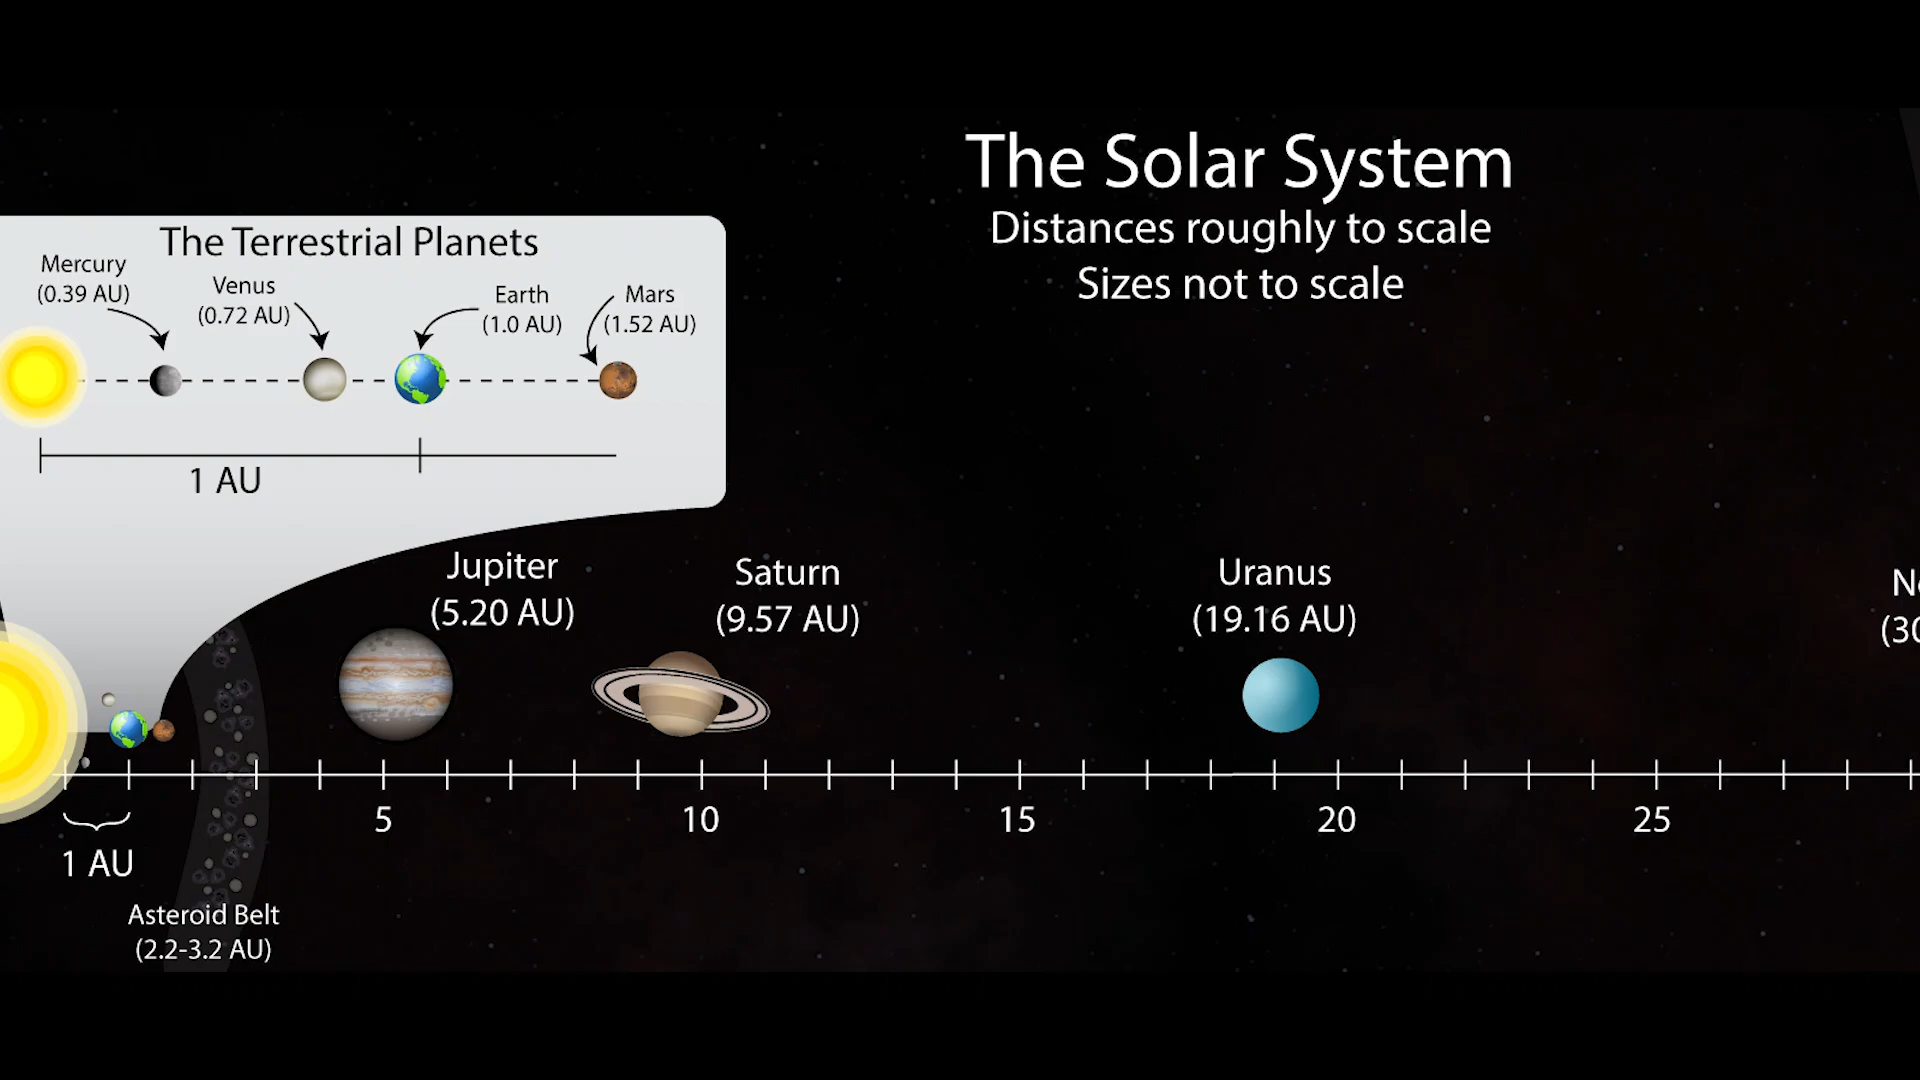 The Solar System
Distances roughly to scale
Sizes not to scale
The Terrestrial Planets
Mercury
(0.39 AU)
Venus
(0.72 AU)
Earth
(1.0 AU)
Mars
(1.52 AU)
1 AU
Jupiter
(5.20 AU)
Saturn
(9.57 AU)
Uranus
(19.16 AU)
5 10 15 20 25
1 AU
Asteroid Belt
(2.2-3.2 AU)